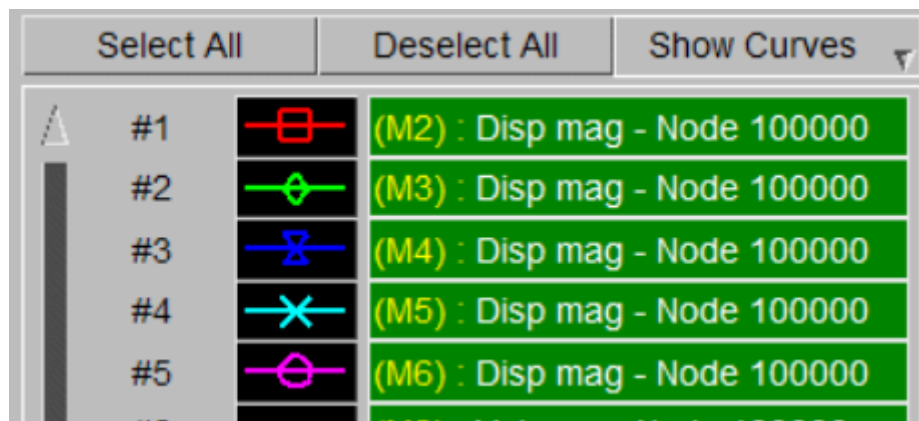 Select All Deselect All Show Curves
#1 (M2) : Disp mag - Node 100000
#2 (M3) : Disp mag - Node 100000
#3 (M4) : Disp mag - Node 100000
#4 (M5) : Disp mag - Node 100000
#5 (M6) : Disp mag - Node 100000